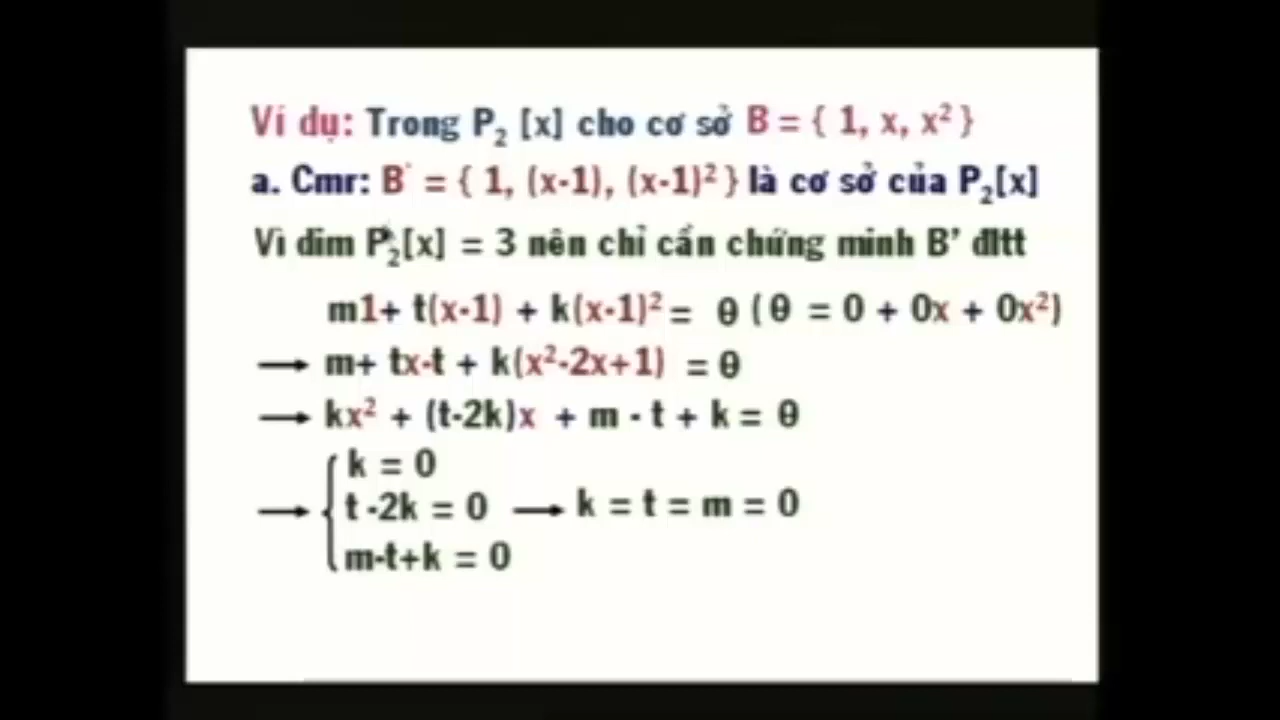 Ví dụ: Trong P₂ [x] cho cơ sở B = { 1, x, x² }
a. Cmr: B' = { 1, (x-1), (x-1)² } là cơ sở của P₂[x]
Vì dim P₂[x] = 3 nên chỉ cần chứng minh B' đltt
m1+ t(x-1) + k(x-1)² = θ ( θ = 0 + 0x + 0x²)
→ m+ tx-t + k(x²-2x+1) = θ
→ kx² + (t-2k)x + m - t + k = θ
k = 0
→ { t -2k = 0 → k = t = m = 0
m-t+k = 0